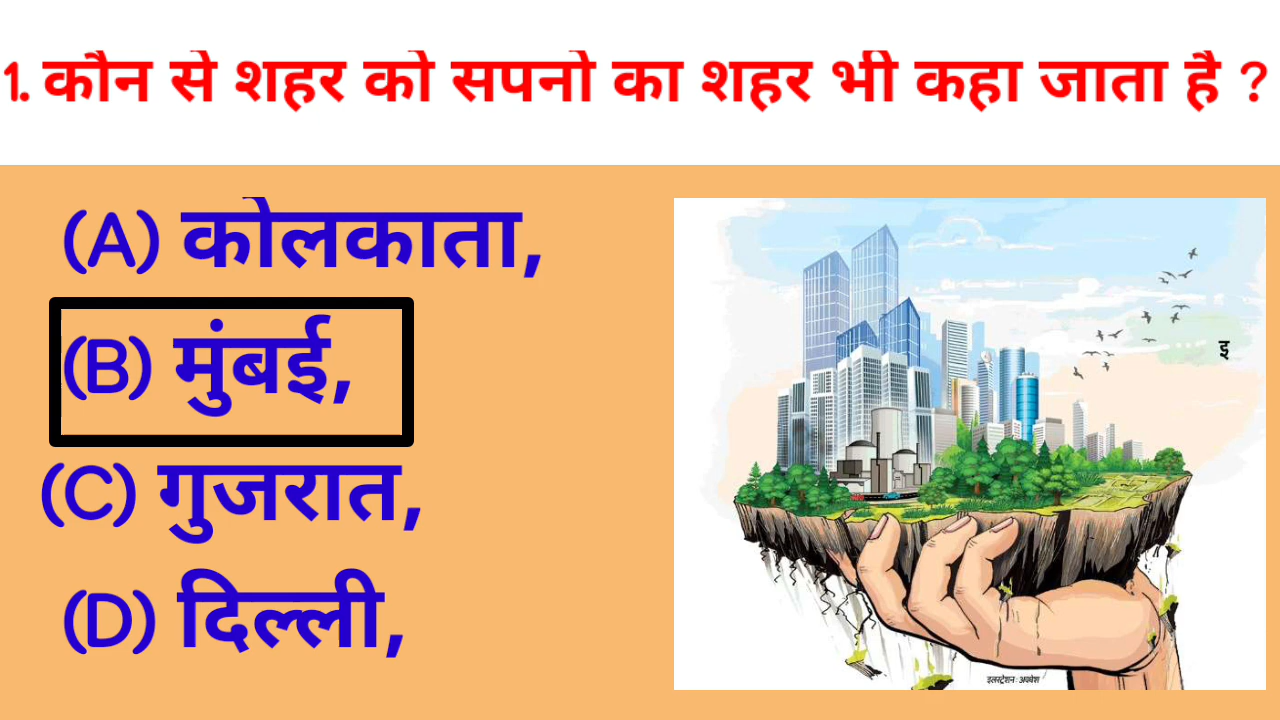 1. कौन से शहर को सपनो का शहर भी कहा जाता है ?
(A) कोलकाता,
(B) मुंबई,
(C) गुजरात,
(D) दिल्ली,
इ
इलस्ट्रेशन : अवधेश